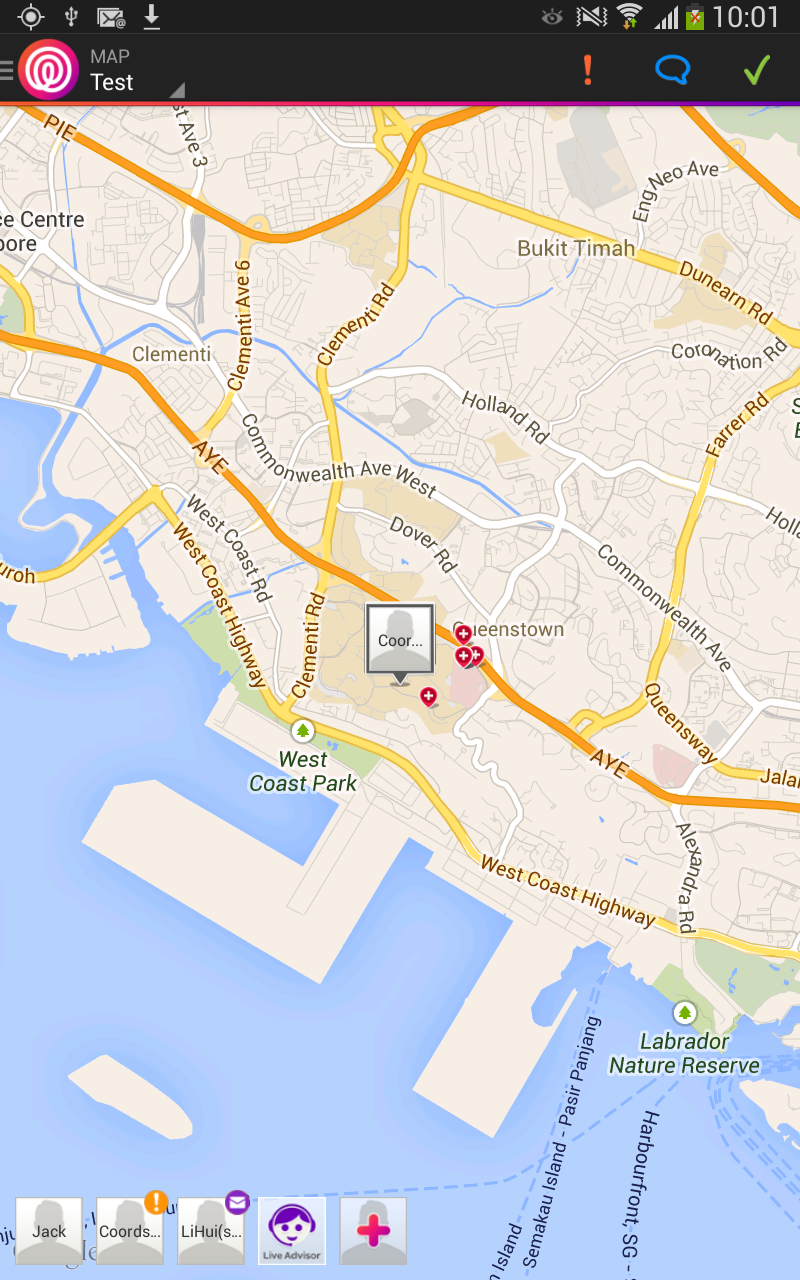 10:01
MAP
Test
PIE
st Ave 3
Eng Neo Ave
ce Centre
pore
Bukit Timah
Dunearn Rd
Clementi Ave 6
Clementi Rd
Clementi
Coronation Rd
Holland Rd
Farrer Rd
S
E
AYE
Commonwealth Ave West
West Coast Rd
Holl
Dover Rd
uroh
West Coast Highway
Commonwealth Ave
Clementi Rd
Coor...
Queenstown
Queensway
West
Coast Park
AYE
Jalan
Alexandra Rd
West Coast Highway
Labrador
Nature Reserve
Semakau Island - Pasir Panjang
Harbourfront, SG -
n Island
Jack
Coords...
LiHui(s...
Live Advisor